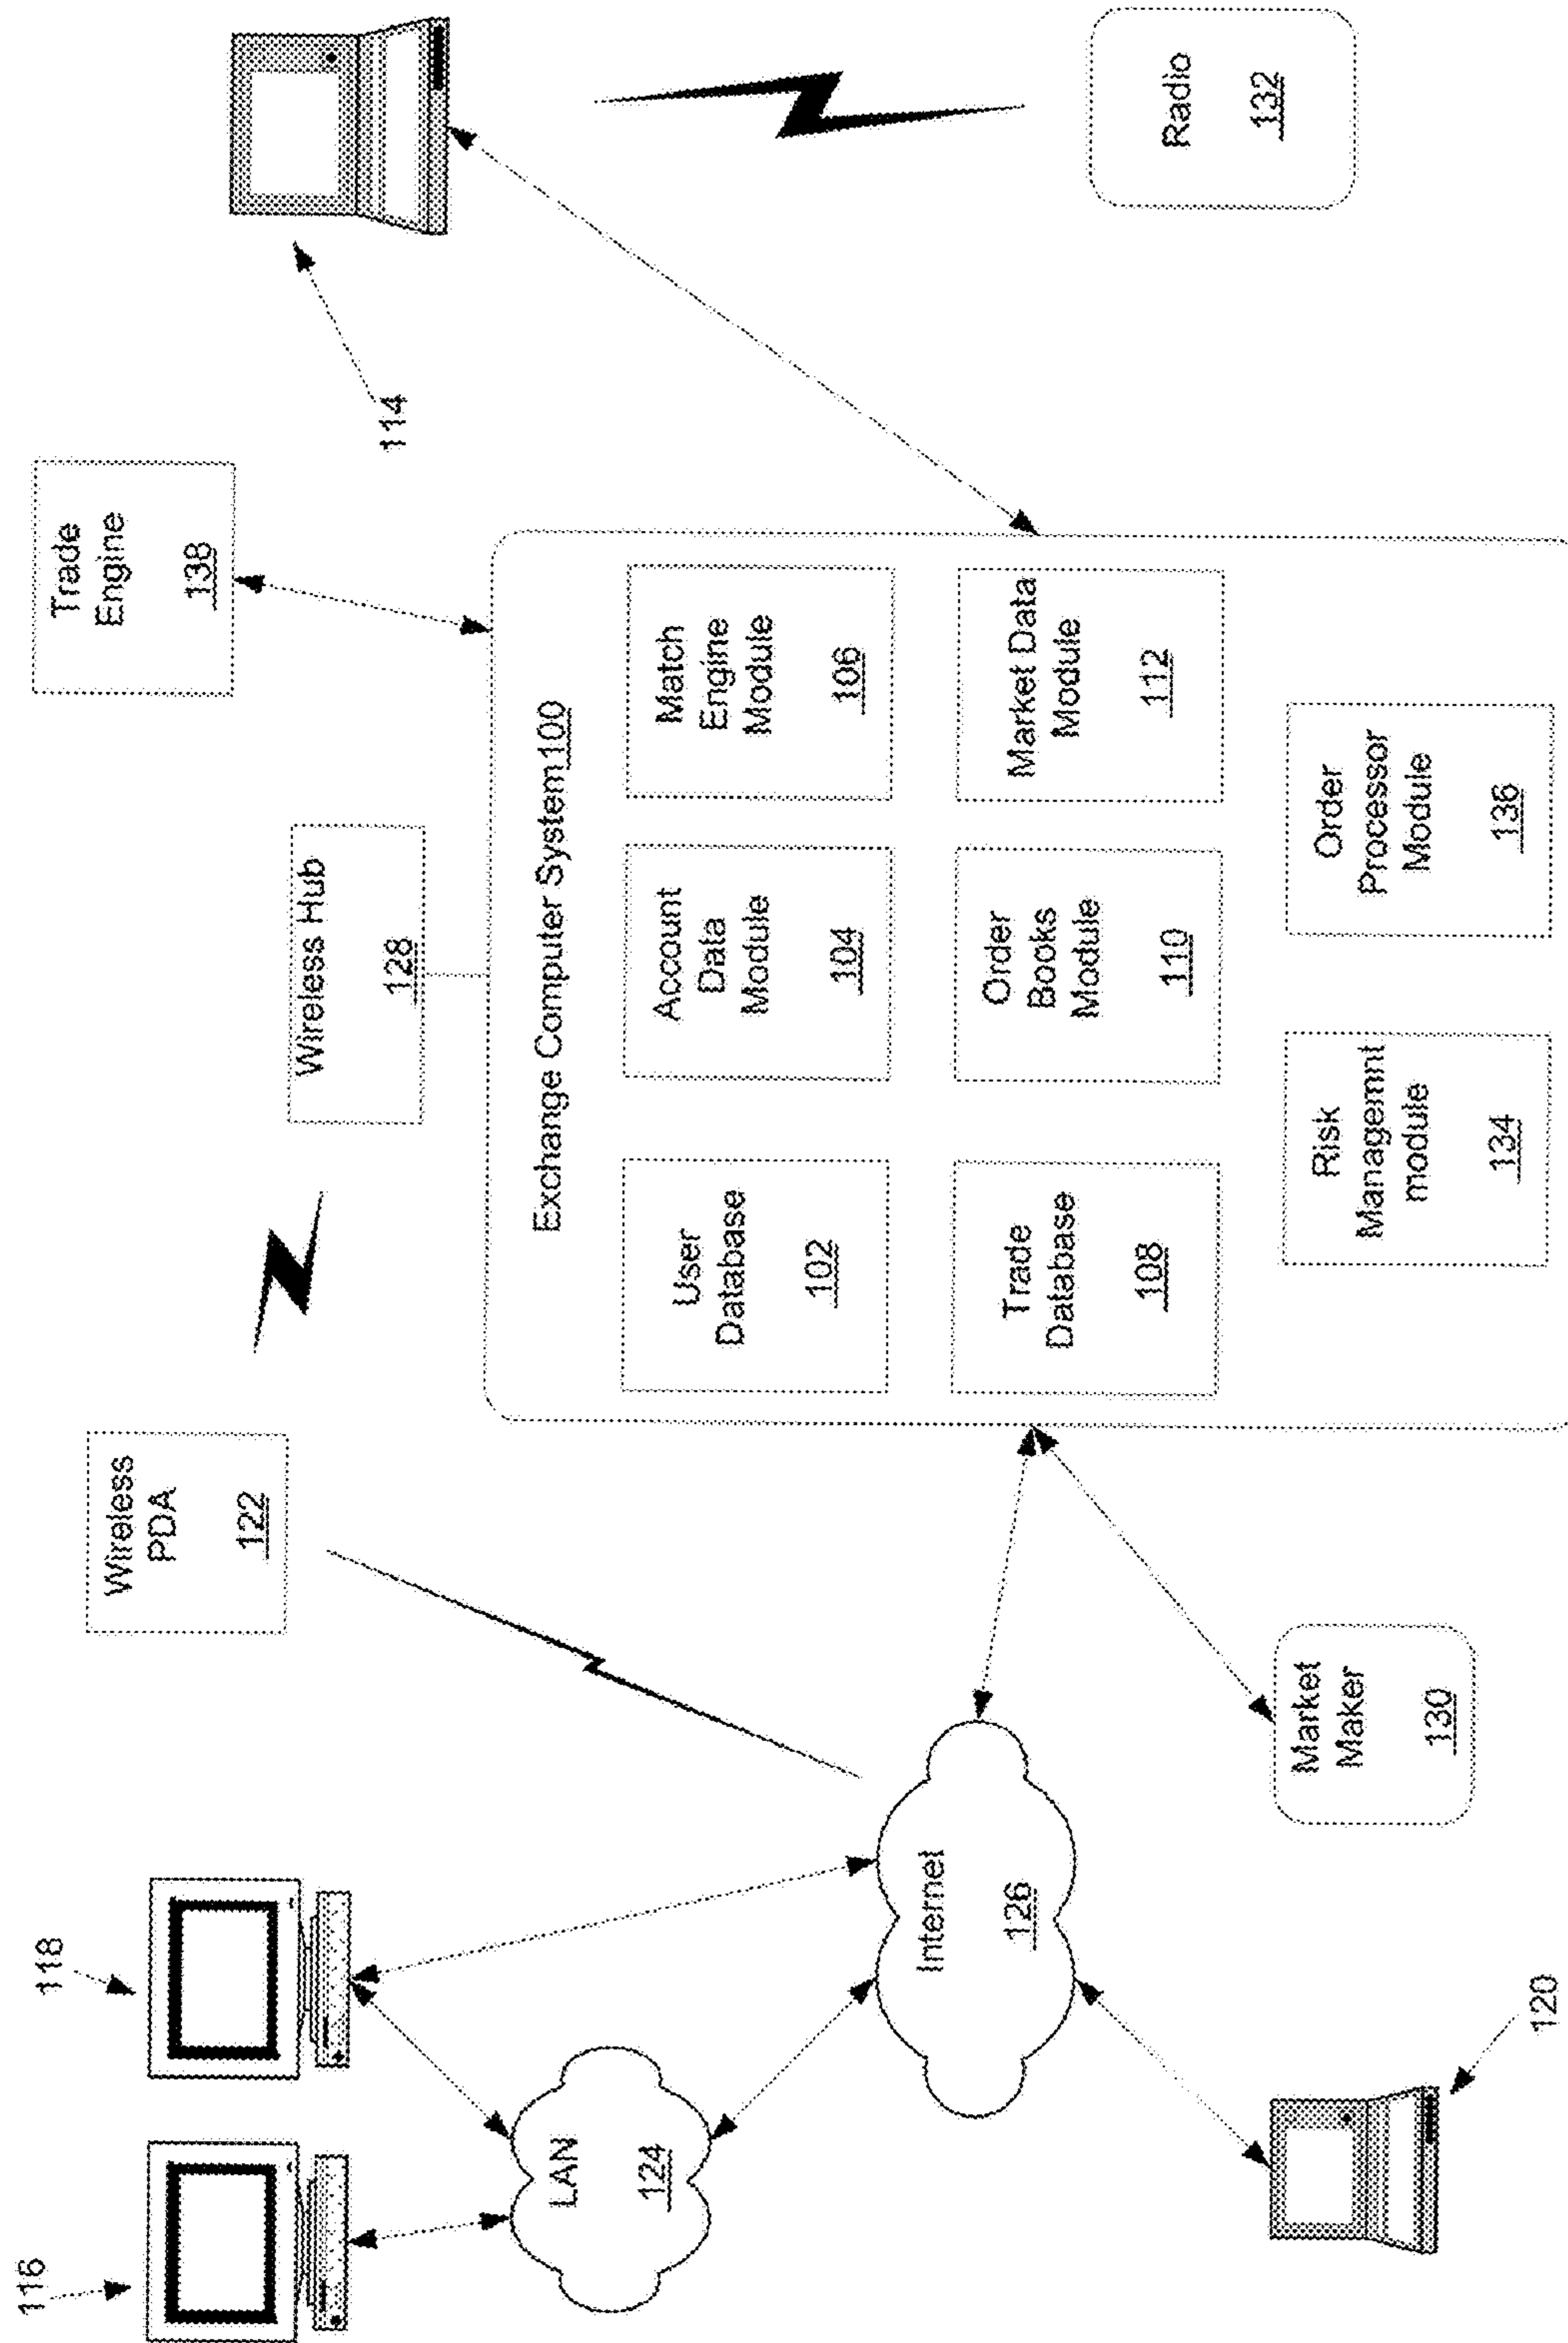 116
118
Wireless
PDA
122
Wireless Hub
128
Trade
Engine
138
114
LAN
124
Internet
126
120
Market
Maker
130
Exchange Computer System100
User
Database
102
Account
Data
Module
104
Match
Engine
Module
106
Trade
Database
108
Order
Books
Module
110
Market Data
Module
112
Risk
Managemnt
module
134
Order
Processor
Module
136
Radio
132